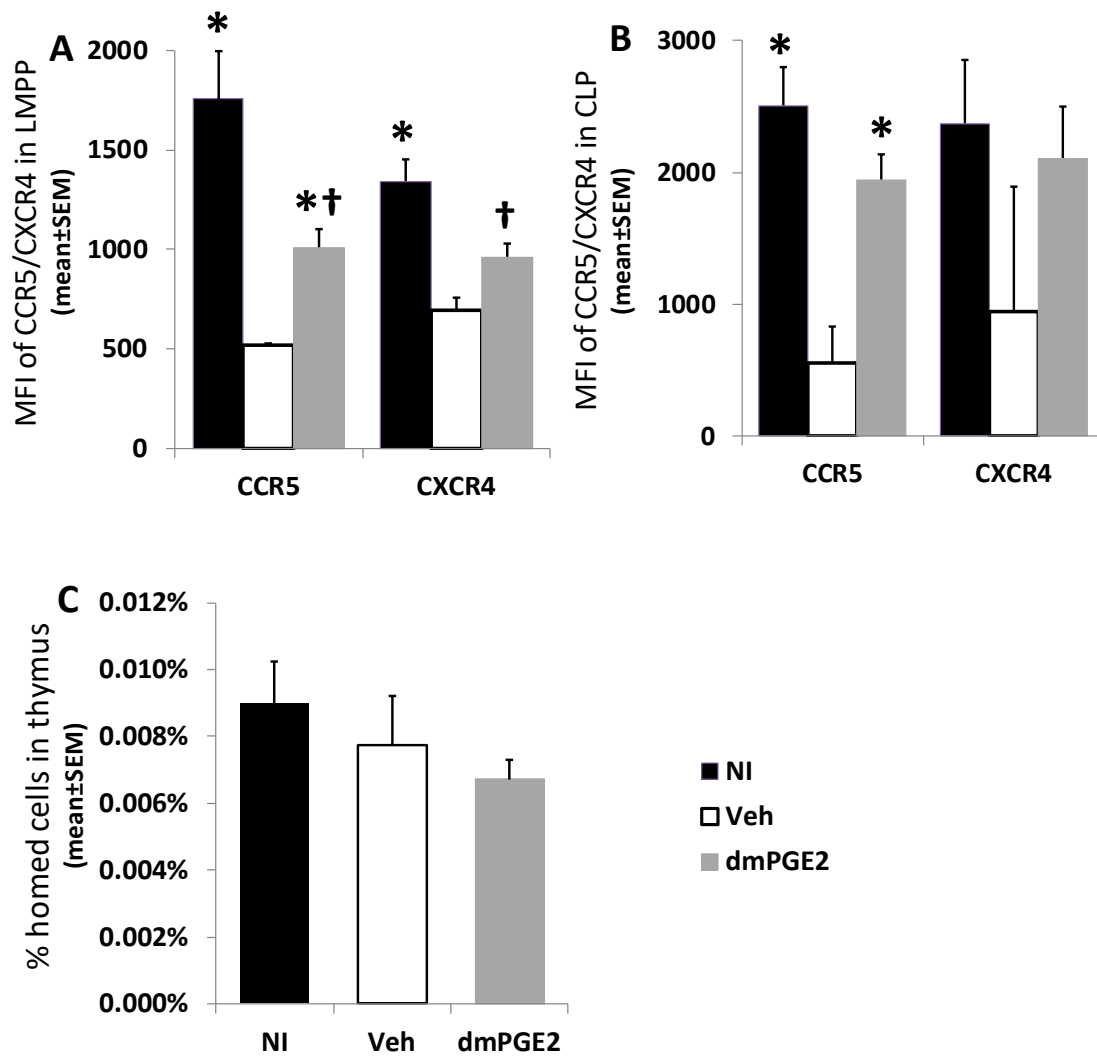 A
MFI of CCR5/CXCR4 in LMPP
(mean±SEM)
2000
1500
1000
500
0
*
*†
*
†
CCR5 CXCR4
B
MFI of CCR5/CXCR4 in CLP
(mean±SEM)
3000
2000
1000
0
*
*
CCR5 CXCR4
C
% homed cells in thymus
(mean±SEM)
0.012%
0.010%
0.008%
0.006%
0.004%
0.002%
0.000%
NI Veh dmPGE2
NI
Veh
dmPGE2